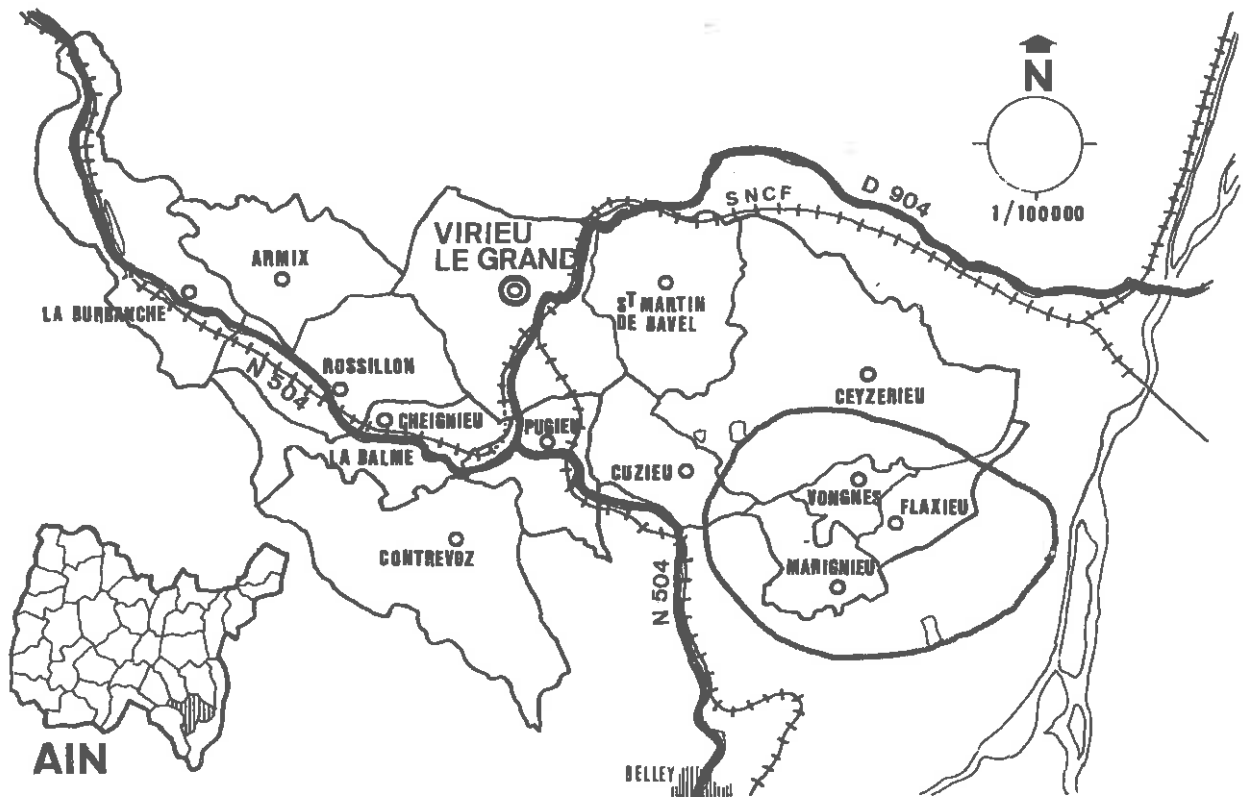 N
1/100000
D 904
SNCF
VIRIEU
LE GRAND
ARMIX
ST MARTIN
DE BAVEL
LA BURBANCHE
N 504
ROSSILLON
CEYZERIEU
CHEIGNIEU
PUGIEU
LA BALME
CUZIEU
VONGNES
FLAXIEU
CONTREVOZ
MARIGNIEU
N 504
AIN
BELLEY